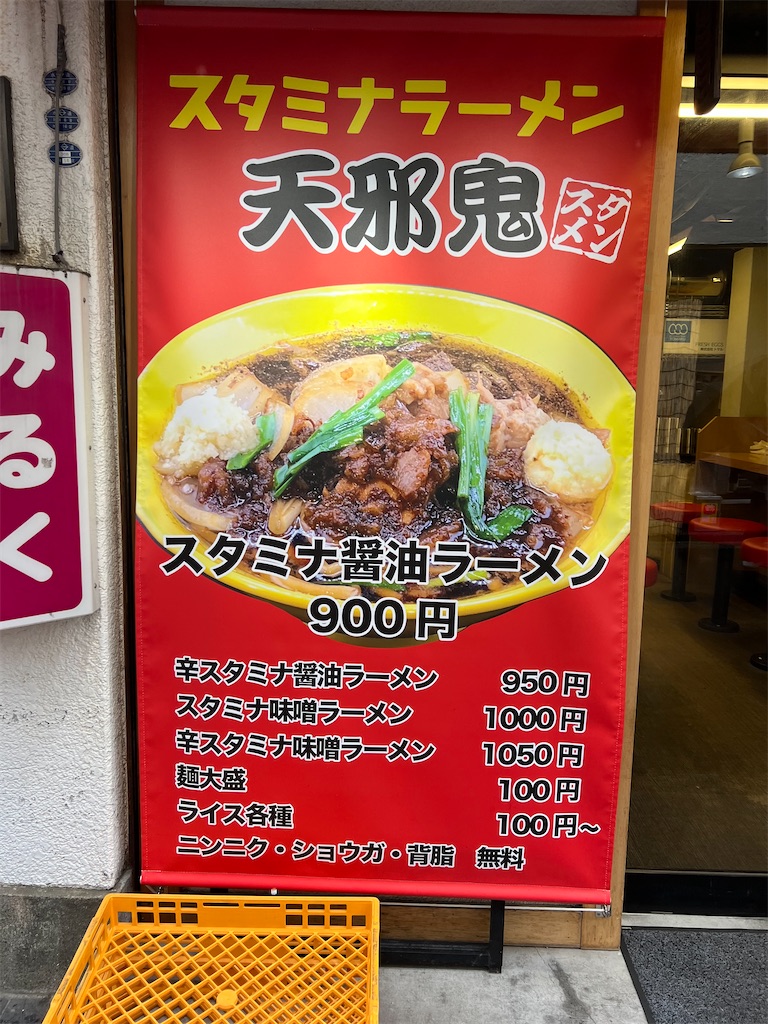 スタミナラーメン
天邪鬼
スタ
メン
スタミナ醤油ラーメン
900円
辛スタミナ醤油ラーメン 950円
スタミナ味噌ラーメン 1000円
辛スタミナ味噌ラーメン 1050円
麺大盛 100円
ライス各種 100円~
ニンニク・ショウガ・背脂 無料
みるく